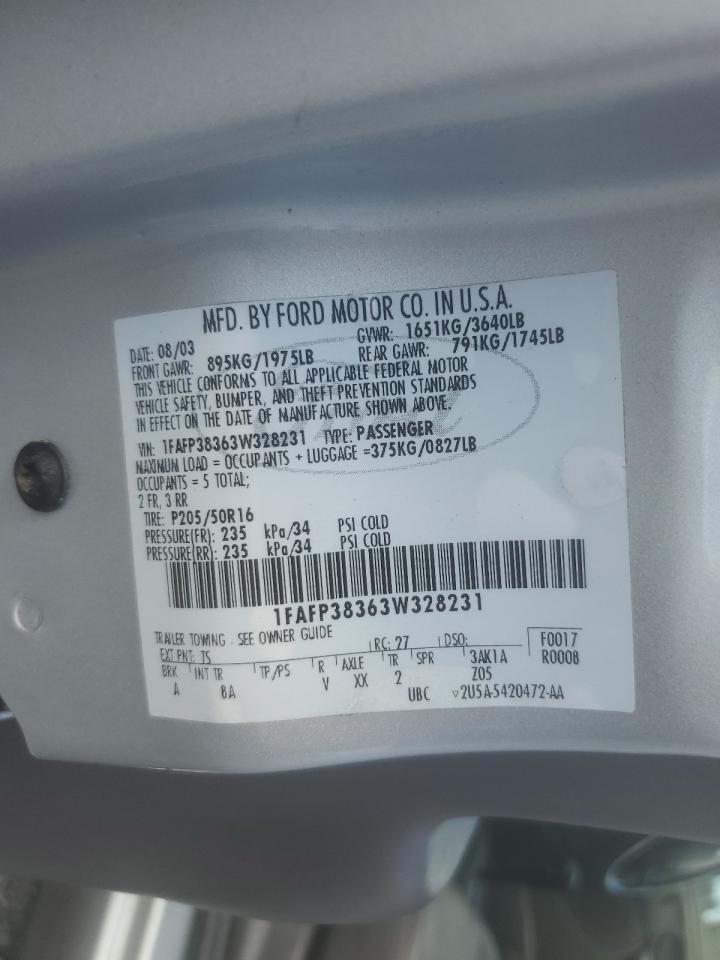 MFD. BY FORD MOTOR CO. IN U.S.A.
DATE: 08/03 GVWR: 1651KG/3640LB
FRONT GAWR: 895KG/1975LB REAR GAWR: 791KG/1745LB
THIS VEHICLE CONFORMS TO ALL APPLICABLE FEDERAL MOTOR
VEHICLE SAFETY, BUMPER, AND THEFT PREVENTION STANDARDS
IN EFFECT ON THE DATE OF MANUFACTURE SHOWN ABOVE.
VIN: 1FAFP38363W328231 TYPE: PASSENGER
MAXIMUM LOAD = OCCUPANTS + LUGGAGE =375KG/0827LB
OCCUPANTS = 5 TOTAL;
2 FR, 3 RR
TIRE: P205/50R16
PRESSURE(FR): 235 kPa/34 PSI COLD
PRESSURE(RR): 235 kPa/34 PSI COLD
1FAFP38363W328231
TRAILER TOWING - SEE OWNER GUIDE
EXT PNT: TS RC: 27 DSO: F0017
BRK INT TR TP/PS R AXLE TR SPR 3AK1A R0008
A 8A V XX 2 Z05
UBC ▽2U5A-5420472-AA